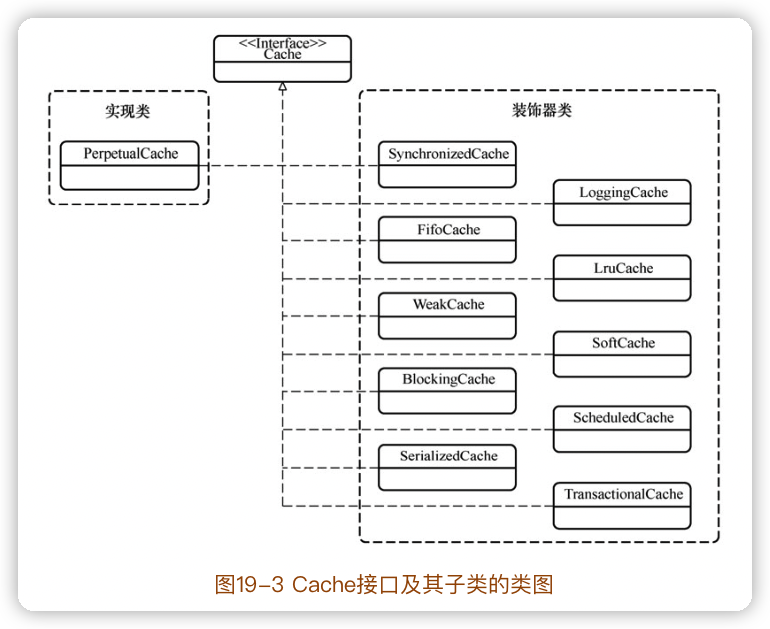 <<Interface>>
Cache
实现类
PerpetualCache
装饰器类
SynchronizedCache
LoggingCache
FifoCache
LruCache
WeakCache
SoftCache
BlockingCache
ScheduledCache
SerializedCache
TransactionalCache
图19-3 Cache接口及其子类的类图